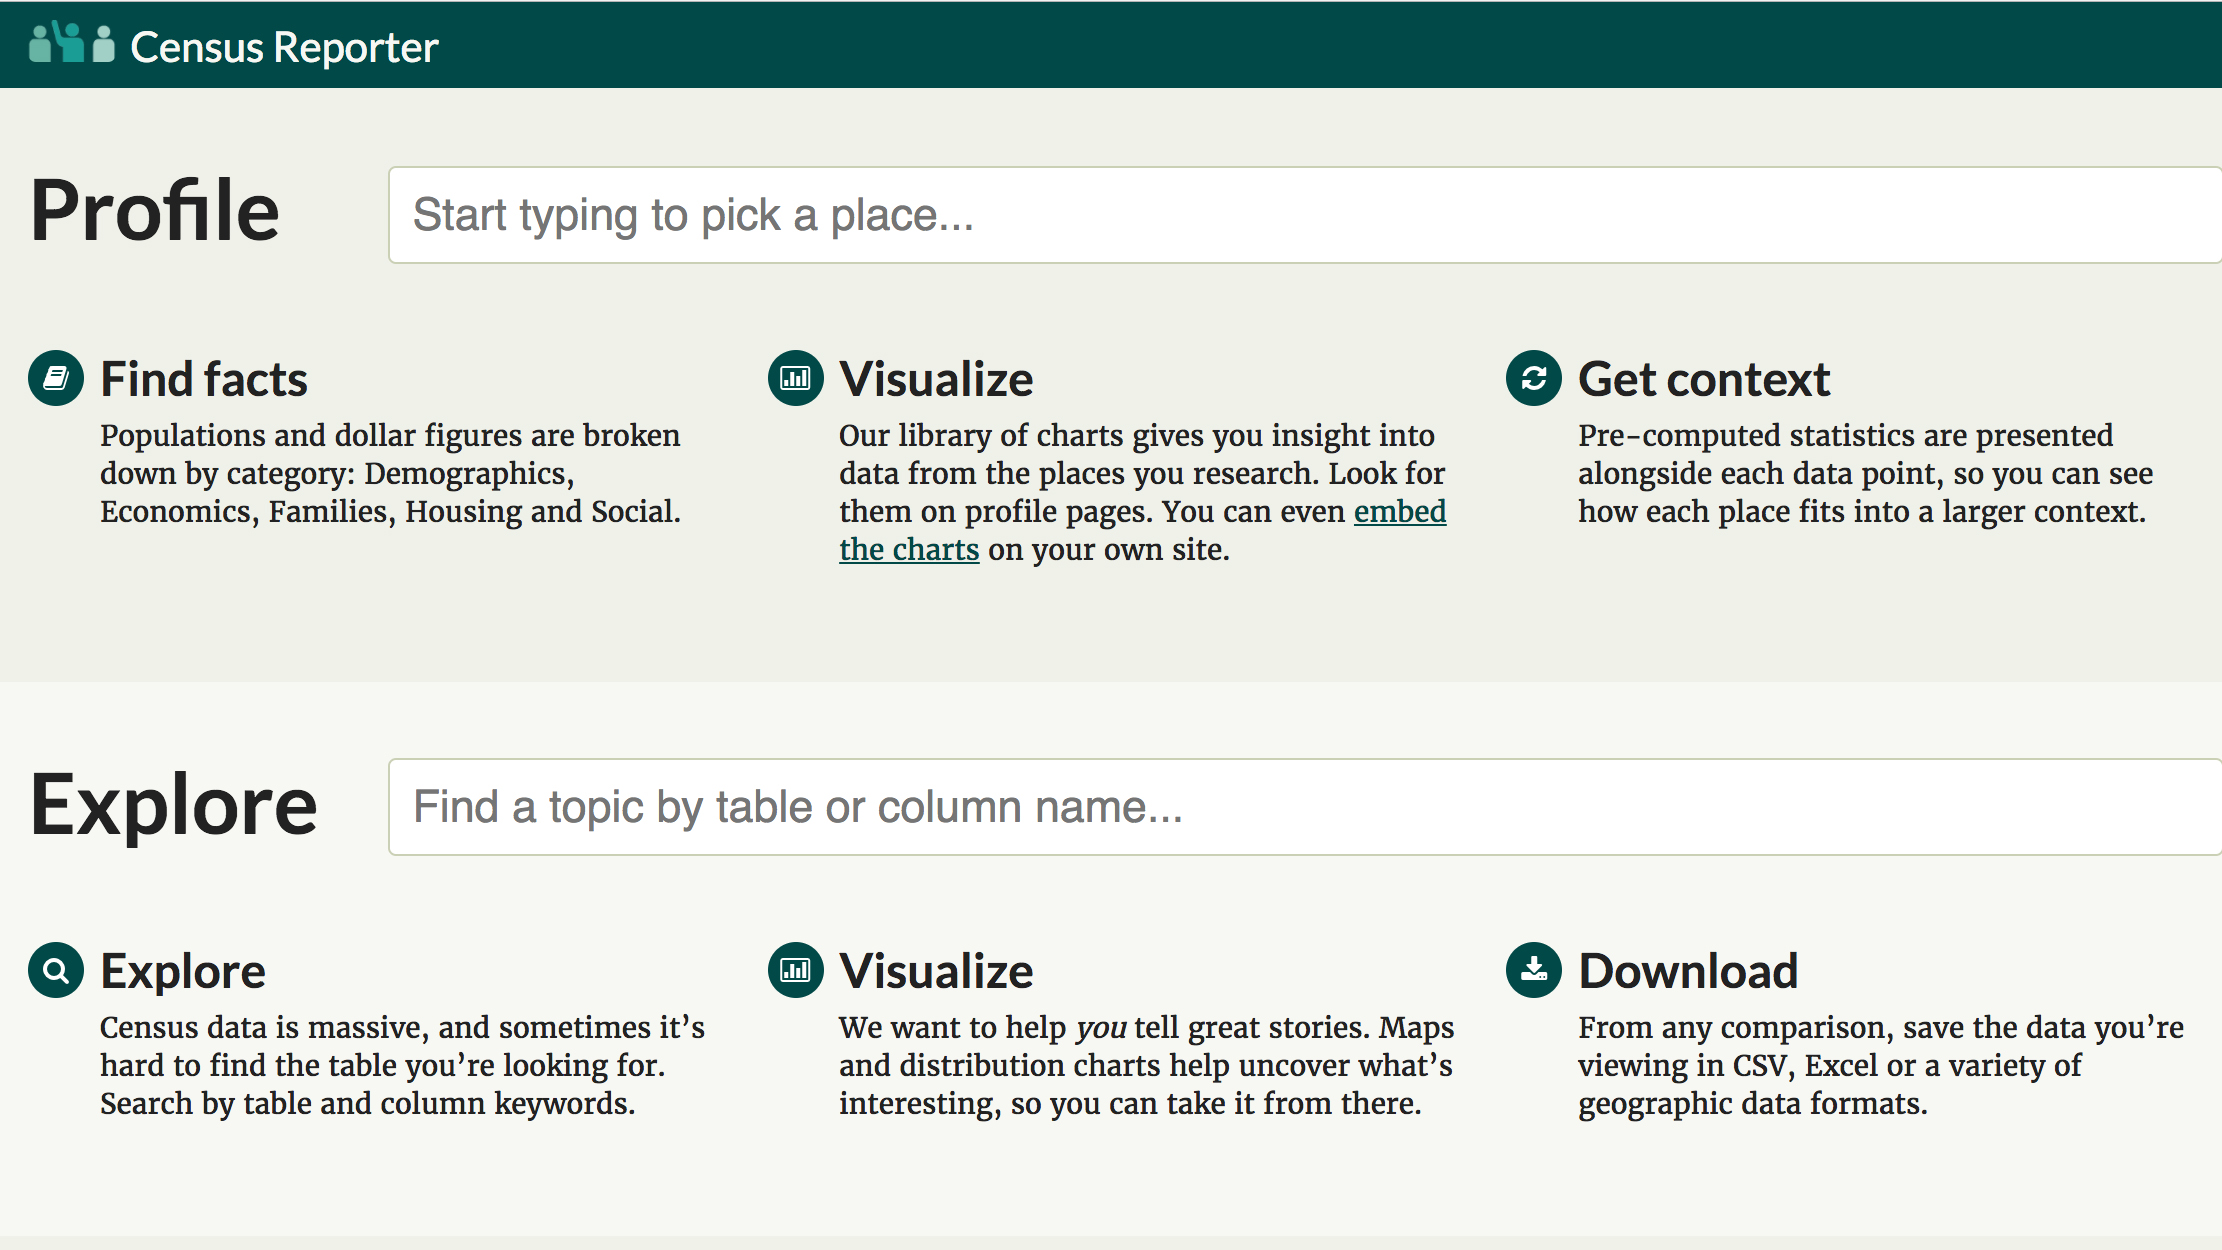 Census Reporter
Profile
Start typing to pick a place...
Find facts
Populations and dollar figures are broken
down by category: Demographics,
Economics, Families, Housing and Social.
Visualize
Our library of charts gives you insight into
data from the places you research. Look for
them on profile pages. You can even embed
the charts on your own site.
Get context
Pre-computed statistics are presented
alongside each data point, so you can see
how each place fits into a larger context.
Explore
Find a topic by table or column name...
Explore
Census data is massive, and sometimes it’s
hard to find the table you’re looking for.
Search by table and column keywords.
Visualize
We want to help you tell great stories. Maps
and distribution charts help uncover what’s
interesting, so you can take it from there.
Download
From any comparison, save the data you’re
viewing in CSV, Excel or a variety of
geographic data formats.